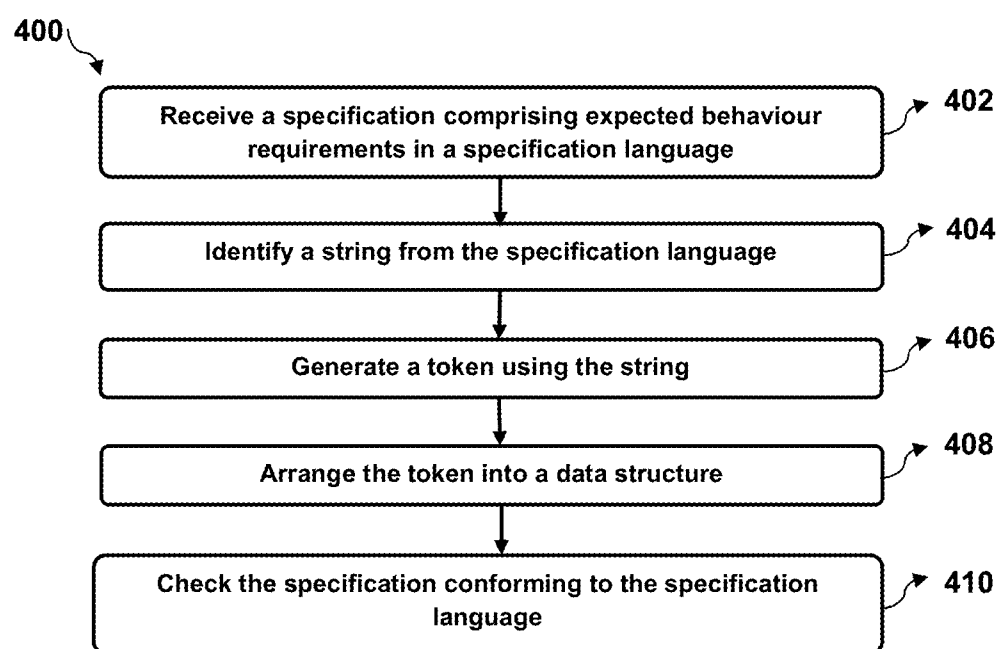 400
Receive a specification comprising expected behaviour
requirements in a specification language
402
Identify a string from the specification language
404
Generate a token using the string
406
Arrange the token into a data structure
408
Check the specification conforming to the specification
language
410